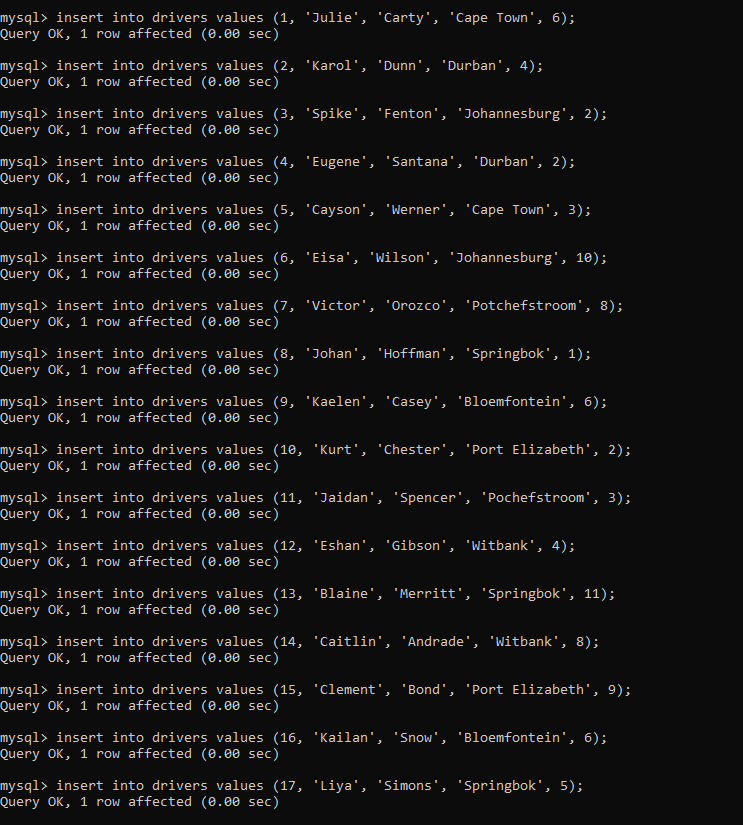 mysql> insert into drivers values (1, 'Julie', 'Carty', 'Cape Town', 6);
Query OK, 1 row affected (0.00 sec)
mysql> insert into drivers values (2, 'Karol', 'Dunn', 'Durban', 4);
Query OK, 1 row affected (0.00 sec)
mysql> insert into drivers values (3, 'Spike', 'Fenton', 'Johannesburg', 2);
Query OK, 1 row affected (0.00 sec)
mysql> insert into drivers values (4, 'Eugene', 'Santana', 'Durban', 2);
Query OK, 1 row affected (0.00 sec)
mysql> insert into drivers values (5, 'Cayson', 'Werner', 'Cape Town', 3);
Query OK, 1 row affected (0.00 sec)
mysql> insert into drivers values (6, 'Eisa', 'Wilson', 'Johannesburg', 10);
Query OK, 1 row affected (0.00 sec)
mysql> insert into drivers values (7, 'Victor', 'Orozco', 'Potchefstroom', 8);
Query OK, 1 row affected (0.00 sec)
mysql> insert into drivers values (8, 'Johan', 'Hoffman', 'Springbok', 1);
Query OK, 1 row affected (0.00 sec)
mysql> insert into drivers values (9, 'Kaelen', 'Casey', 'Bloemfontein', 6);
Query OK, 1 row affected (0.00 sec)
mysql> insert into drivers values (10, 'Kurt', 'Chester', 'Port Elizabeth', 2);
Query OK, 1 row affected (0.00 sec)
mysql> insert into drivers values (11, 'Jaidan', 'Spencer', 'Pochefstroom', 3);
Query OK, 1 row affected (0.00 sec)
mysql> insert into drivers values (12, 'Eshan', 'Gibson', 'Witbank', 4);
Query OK, 1 row affected (0.00 sec)
mysql> insert into drivers values (13, 'Blaine', 'Merritt', 'Springbok', 11);
Query OK, 1 row affected (0.00 sec)
mysql> insert into drivers values (14, 'Caitlin', 'Andrade', 'Witbank', 8);
Query OK, 1 row affected (0.00 sec)
mysql> insert into drivers values (15, 'Clement', 'Bond', 'Port Elizabeth', 9);
Query OK, 1 row affected (0.00 sec)
mysql> insert into drivers values (16, 'Kailan', 'Snow', 'Bloemfontein', 6);
Query OK, 1 row affected (0.00 sec)
mysql> insert into drivers values (17, 'Liya', 'Simons', 'Springbok', 5);
Query OK, 1 row affected (0.00 sec)